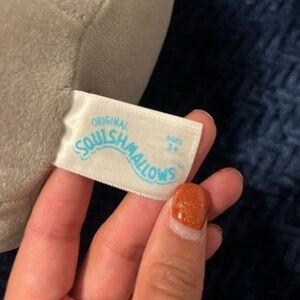 ORIGINAL
SQUISHMALLOWS
AGES
3+